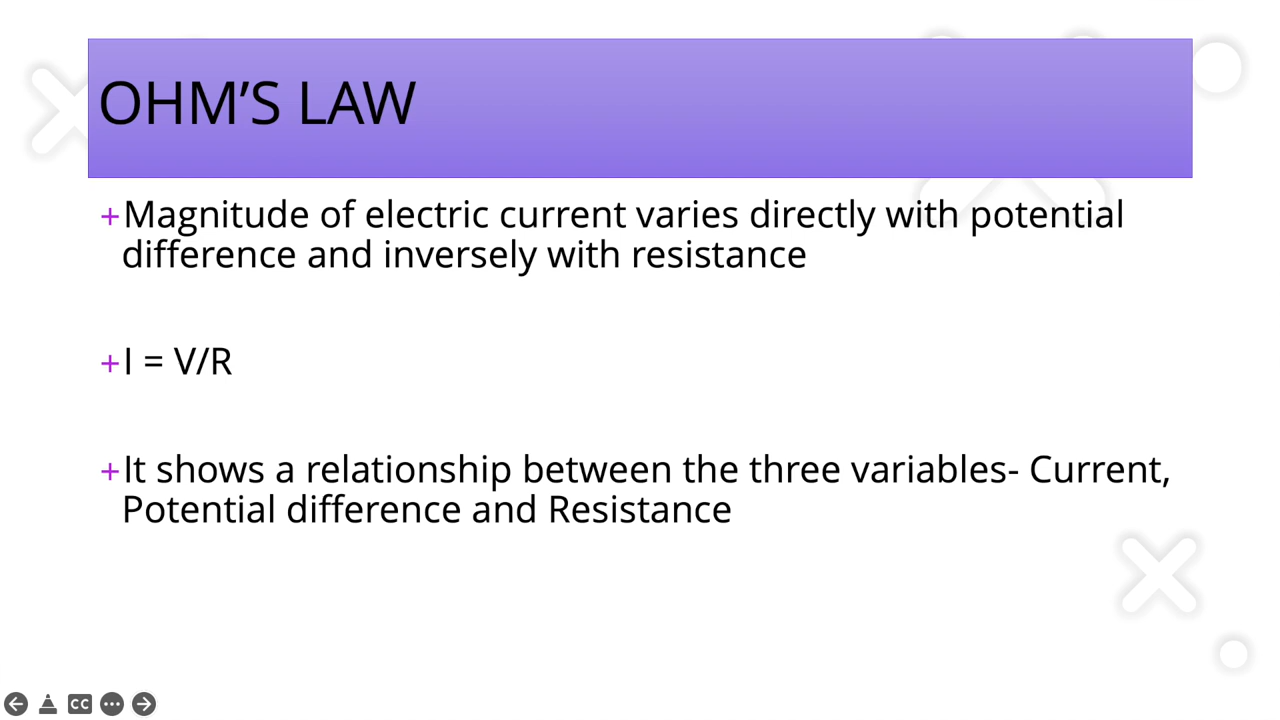 OHM’S LAW
+Magnitude of electric current varies directly with potential
difference and inversely with resistance
+I = V/R
+It shows a relationship between the three variables- Current,
Potential difference and Resistance
CC